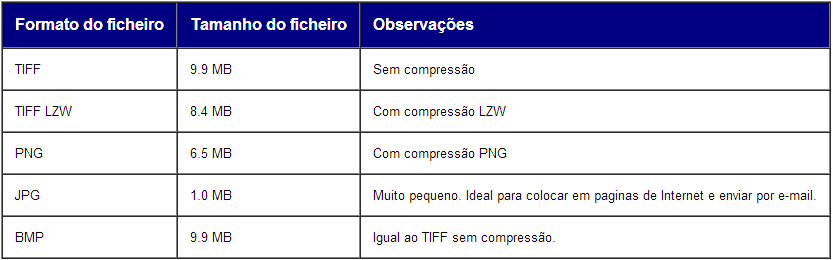 Formato do ficheiro Tamanho do ficheiro Observações
TIFF 9.9 MB Sem compressão
TIFF LZW 8.4 MB Com compressão LZW
PNG 6.5 MB Com compressão PNG
JPG 1.0 MB Muito pequeno. Ideal para colocar em paginas de Internet e enviar por e-mail.
BMP 9.9 MB Igual ao TIFF sem compressão.